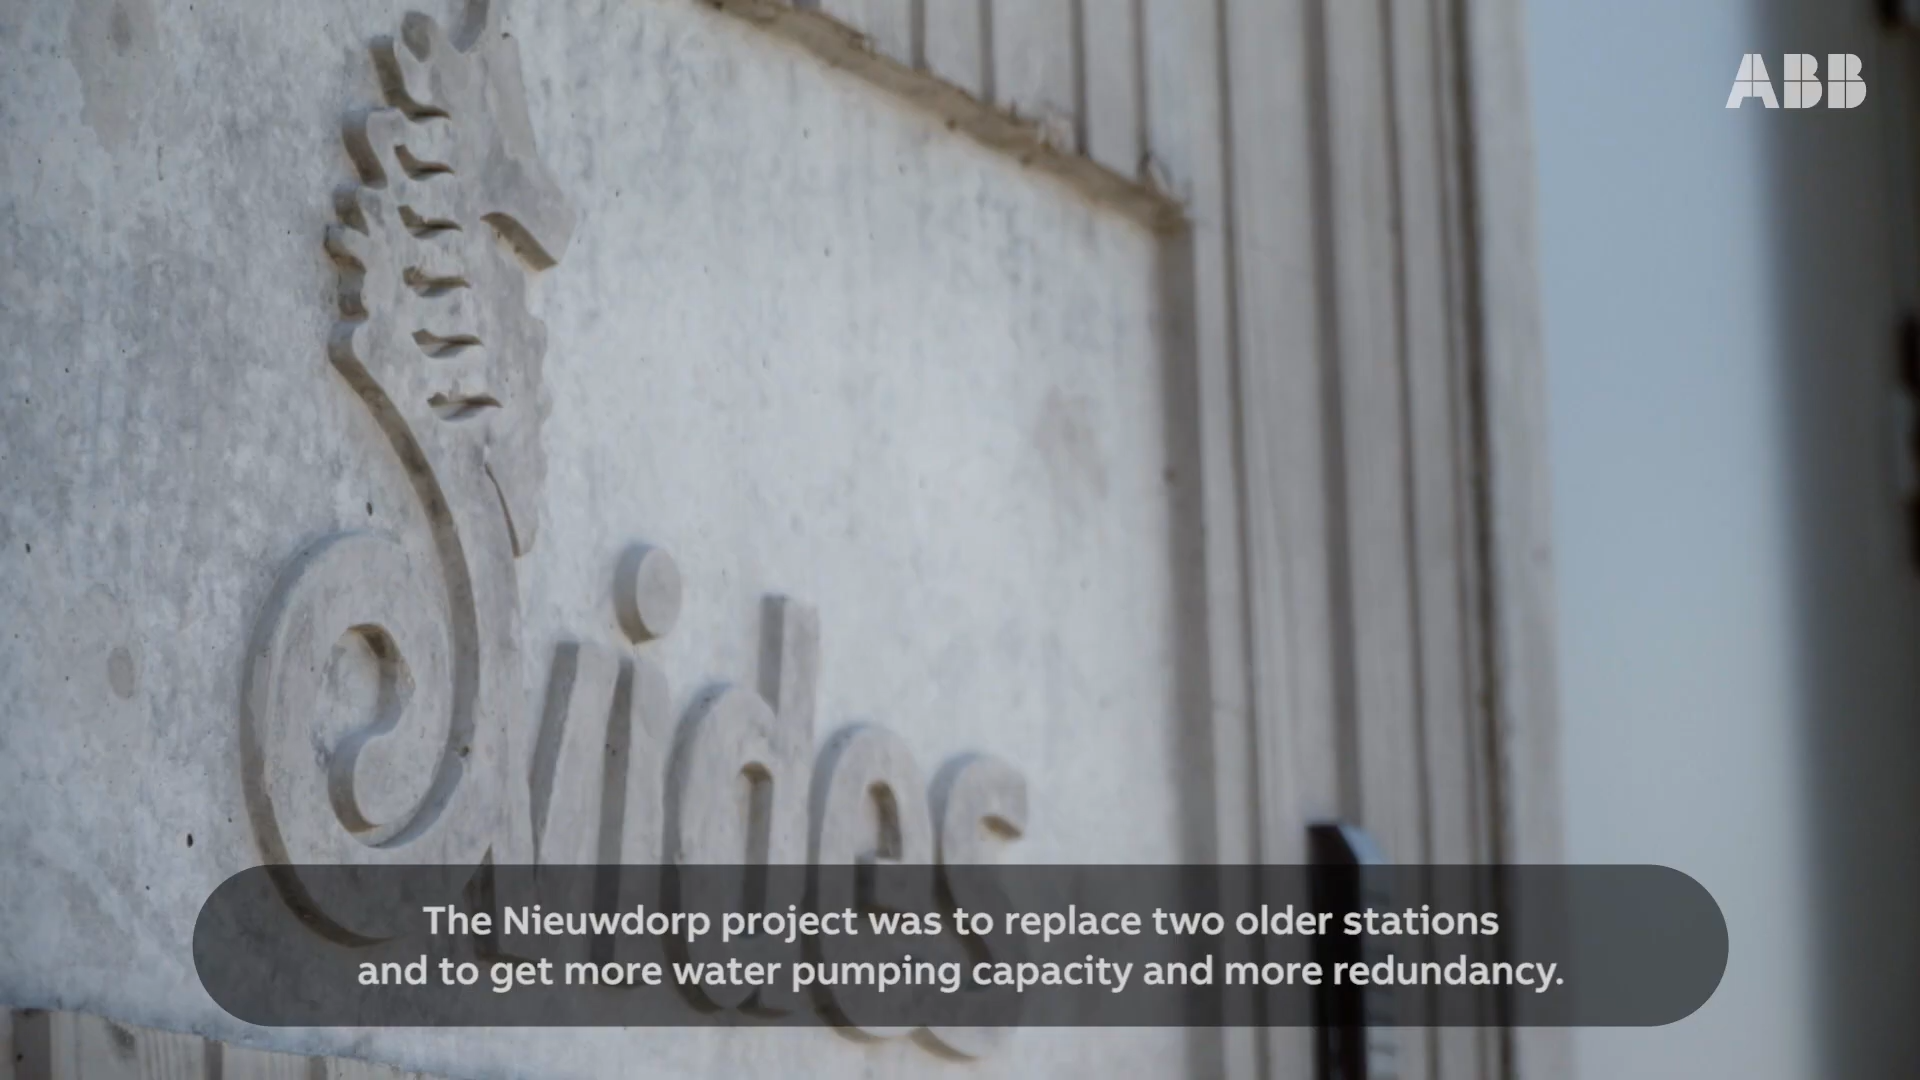 ABB
evides
The Nieuwdorp project was to replace two older stations
and to get more water pumping capacity and more redundancy.